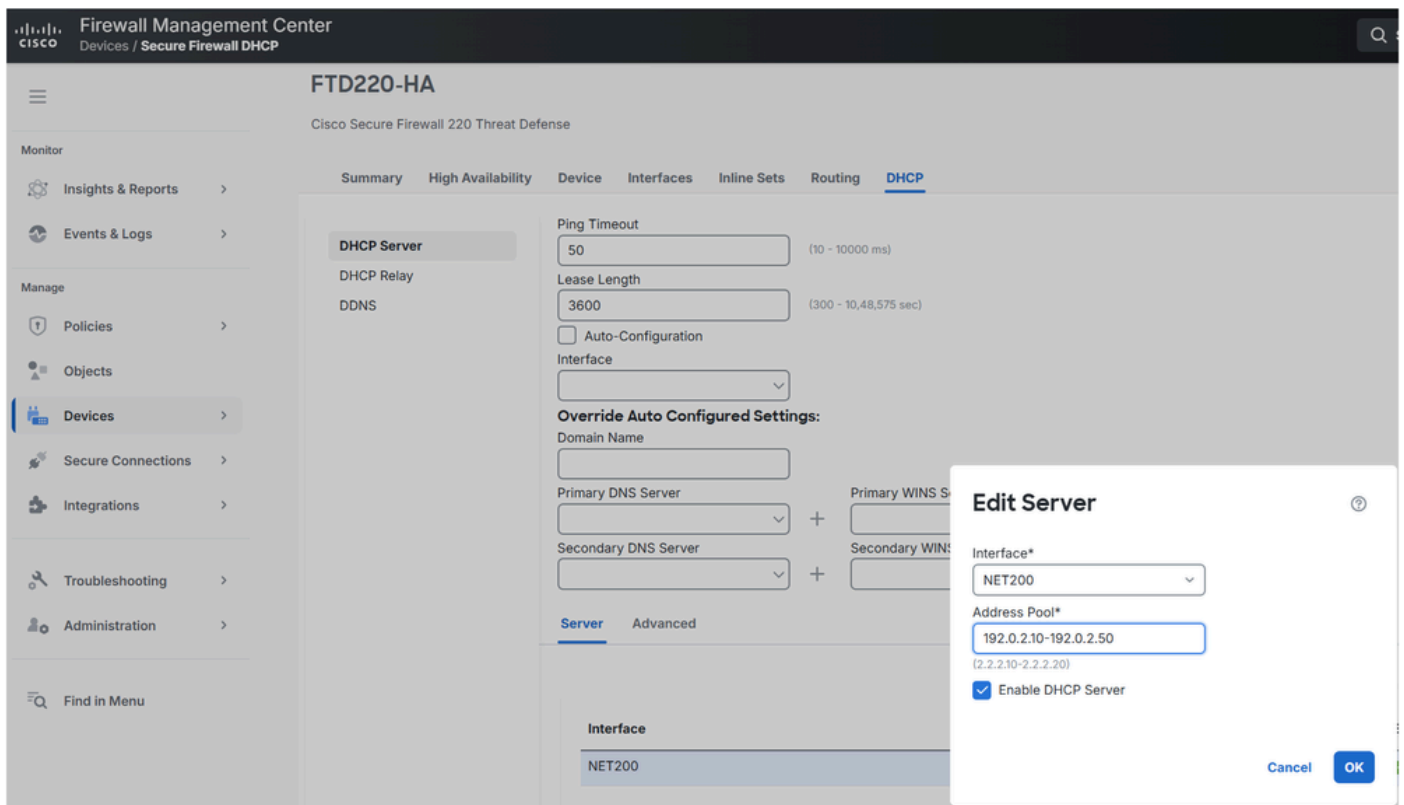 Firewall Management Center
cisco
Devices / Secure Firewall DHCP
FTD220-HA
Cisco Secure Firewall 220 Threat Defense
Summary High Availability Device Interfaces Inline Sets Routing DHCP
Monitor
Insights & Reports
Events & Logs
Manage
Policies
Objects
Devices
Secure Connections
Integrations
Troubleshooting
Administration
Find in Menu
DHCP Server
DHCP Relay
DDNS
Ping Timeout
50 (10 - 10000 ms)
Lease Length
3600 (300 - 10,48,575 sec)
Auto-Configuration
Interface
Override Auto Configured Settings:
Domain Name
Primary DNS Server Primary WINS
Secondary DNS Server Secondary WIN
Server Advanced
Interface
NET200
Edit Server
Interface*
NET200
Address Pool*
192.0.2.10-192.0.2.50
(2.2.2.10-2.2.2.20)
Enable DHCP Server
Cancel OK